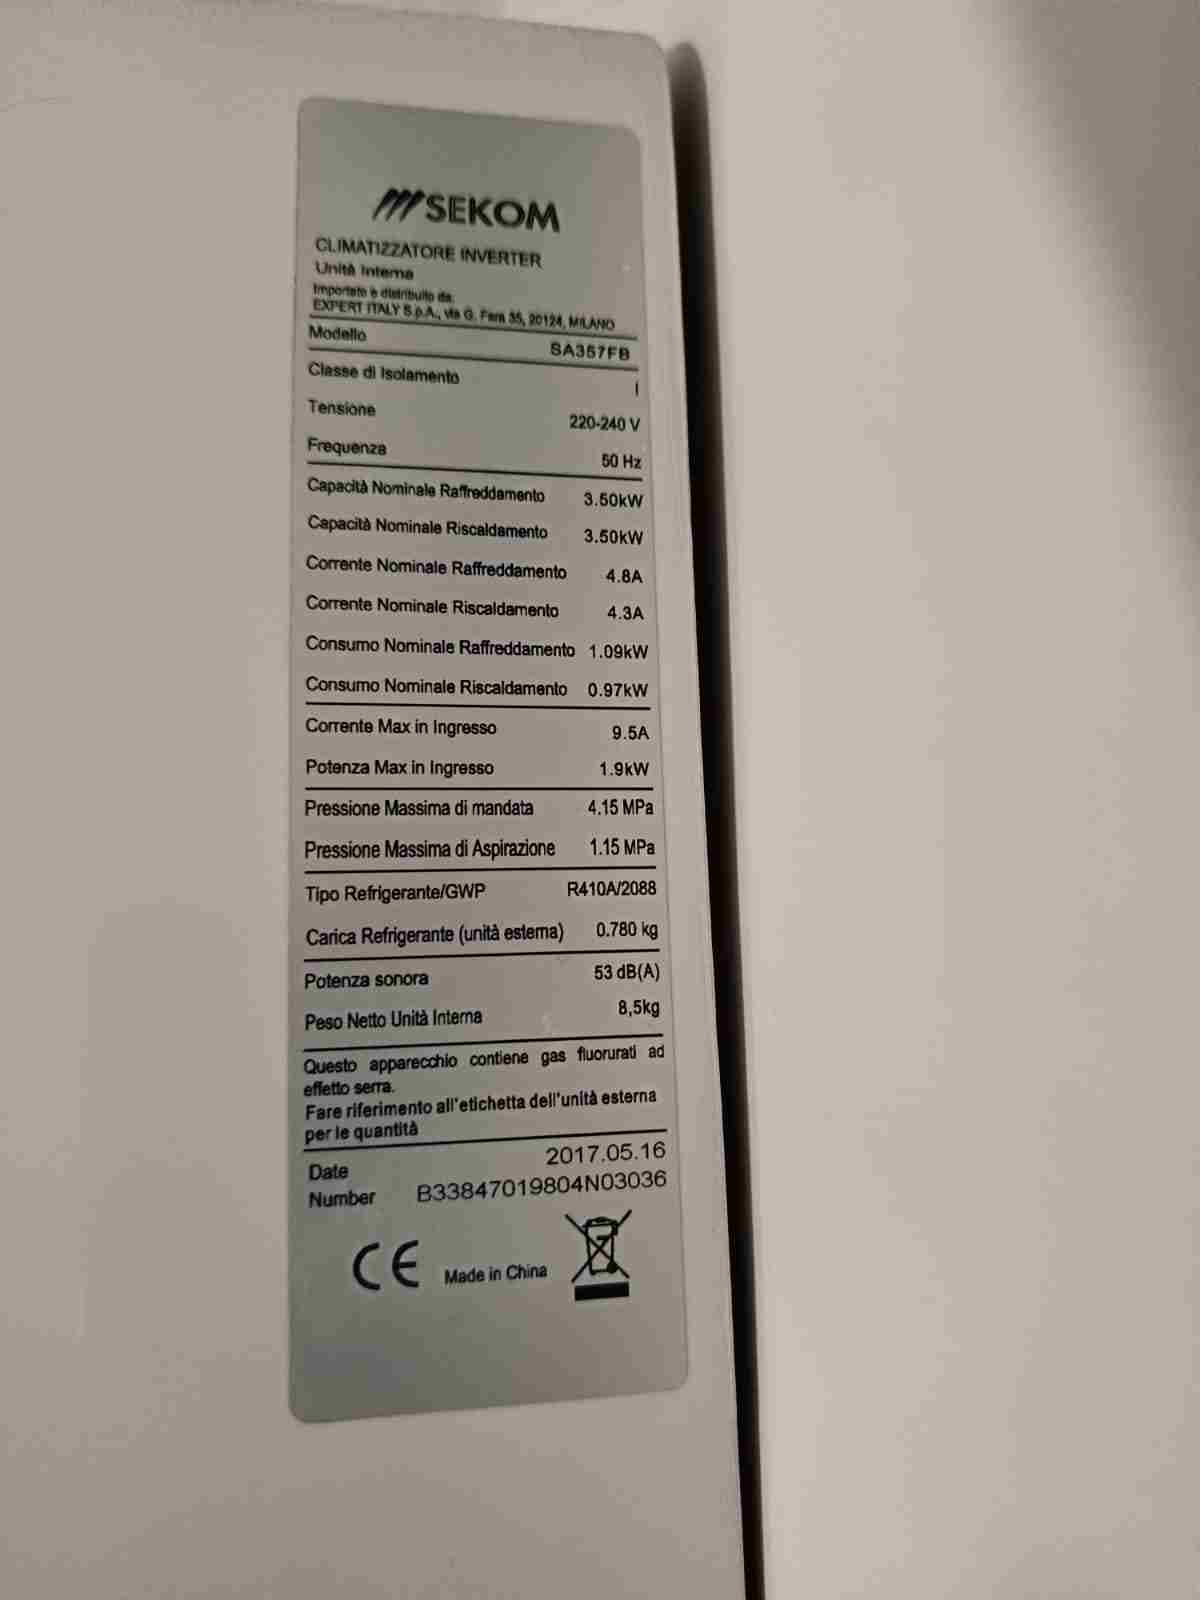 SEKOM
CLIMATIZZATORE INVERTER
Unità Interna
Importato e distribuito da:
EXPERT ITALY S.p.A., via G. Fara 35, 20124, MILANO
Modello SA357FB
Classe di Isolamento I
Tensione 220-240 V
Frequenza 50 Hz
Capacità Nominale Raffreddamento 3.50kW
Capacità Nominale Riscaldamento 3.50kW
Corrente Nominale Raffreddamento 4.8A
Corrente Nominale Riscaldamento 4.3A
Consumo Nominale Raffreddamento 1.09kW
Consumo Nominale Riscaldamento 0.97kW
Corrente Max in Ingresso 9.5A
Potenza Max in Ingresso 1.9kW
Pressione Massima di mandata 4.15 MPa
Pressione Massima di Aspirazione 1.15 MPa
Tipo Refrigerante/GWP R410A/2088
Carica Refrigerante (unità esterna) 0.780 kg
Potenza sonora 53 dB(A)
Peso Netto Unità Interna 8,5kg
Questo apparecchio contiene gas fluorurati ad
effetto serra.
Fare riferimento all'etichetta dell'unità esterna
per le quantità
Date 2017.05.16
Number B33847019804N03036
CE Made in China